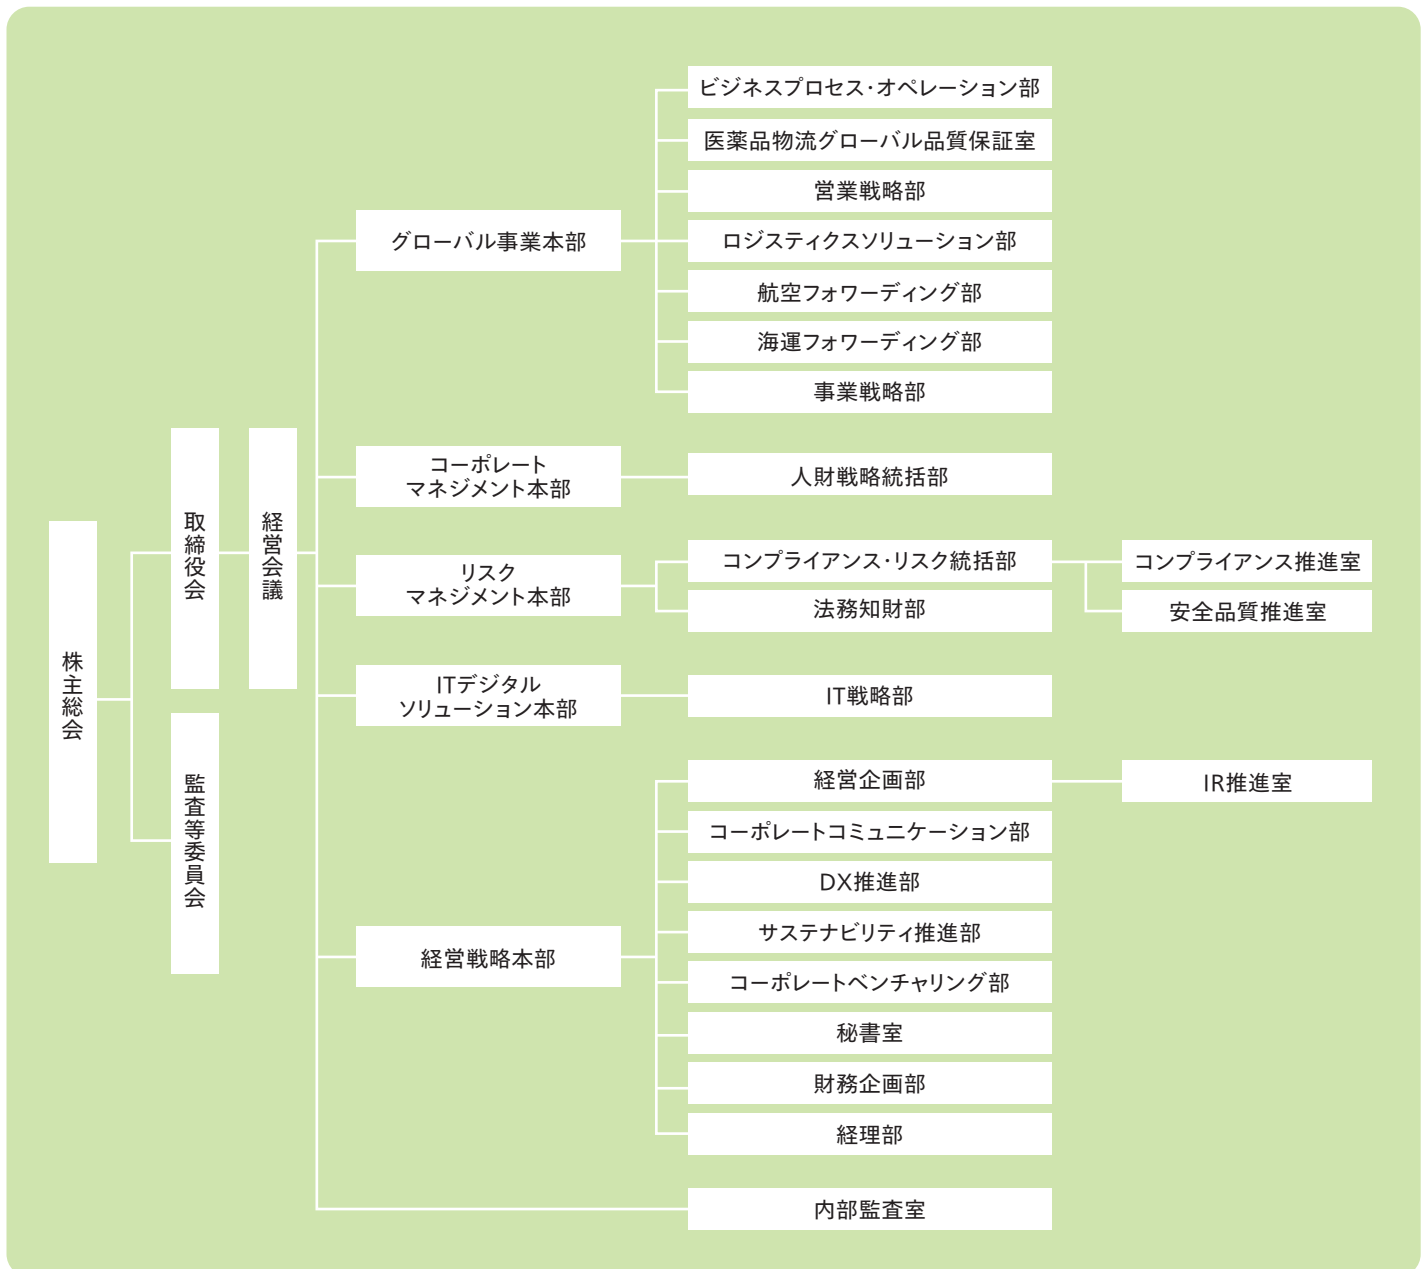 株主総会
取締役会
監査等委員会
経営会議
グローバル事業本部
ビジネスプロセス・オペレーション部
医薬品物流グローバル品質保証室
営業戦略部
ロジスティクスソリューション部
航空フォワーディング部
海運フォワーディング部
事業戦略部
コーポレート
マネジメント本部
人財戦略統括部
リスク
マネジメント本部
コンプライアンス・リスク統括部
コンプライアンス推進室
安全品質推進室
法務知財部
ITデジタル
ソリューション本部
IT戦略部
経営戦略本部
経営企画部
IR推進室
コーポレートコミュニケーション部
DX推進部
サステナビリティ推進部
コーポレートベンチャリング部
秘書室
財務企画部
経理部
内部監査室